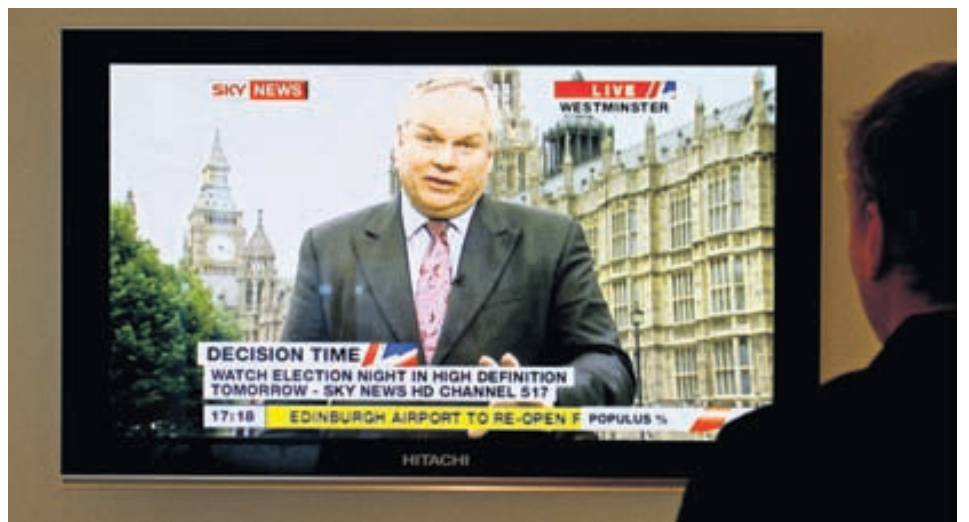 SKY NEWS
LIVE
WESTMINSTER
DECISION TIME
WATCH ELECTION NIGHT IN HIGH DEFINITION
TOMORROW - SKY NEWS HD CHANNEL 517
17:18 EDINBURGH AIRPORT TO RE-OPEN F POPULUS %
HITACHI